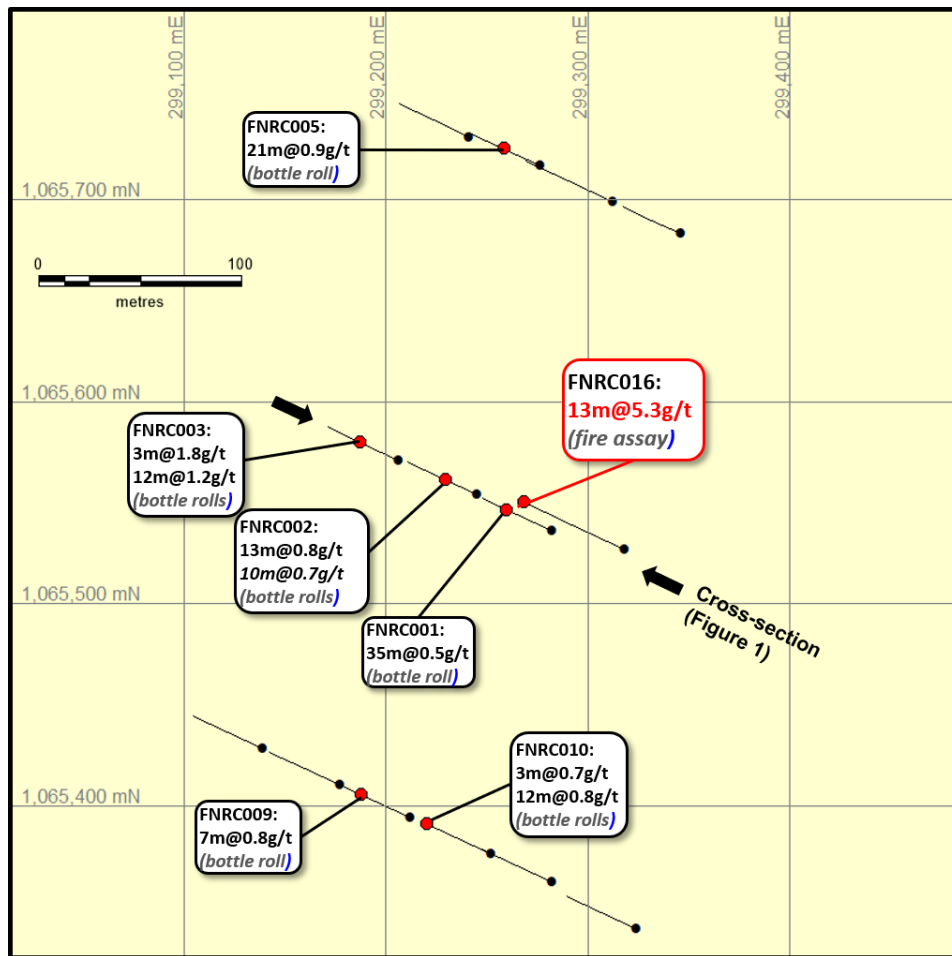 299,100 mE
299,200 mE
299,300 mE
299,400 mE
FNRC005:
21m@0.9g/t
(bottle roll)
1,065,700 mN
0 100
metres
1,065,600 mN
FNRC016:
13m@5.3g/t
(fire assay)
FNRC003:
3m@1.8g/t
12m@1.2g/t
(bottle rolls)
FNRC002:
13m@0.8g/t
10m@0.7g/t
(bottle rolls)
1,065,500 mN
FNRC001:
35m@0.5g/t
(bottle roll)
Cross-section
(Figure 1)
FNRC010:
3m@0.7g/t
12m@0.8g/t
(bottle rolls)
1,065,400 mN
FNRC009:
7m@0.8g/t
(bottle roll)